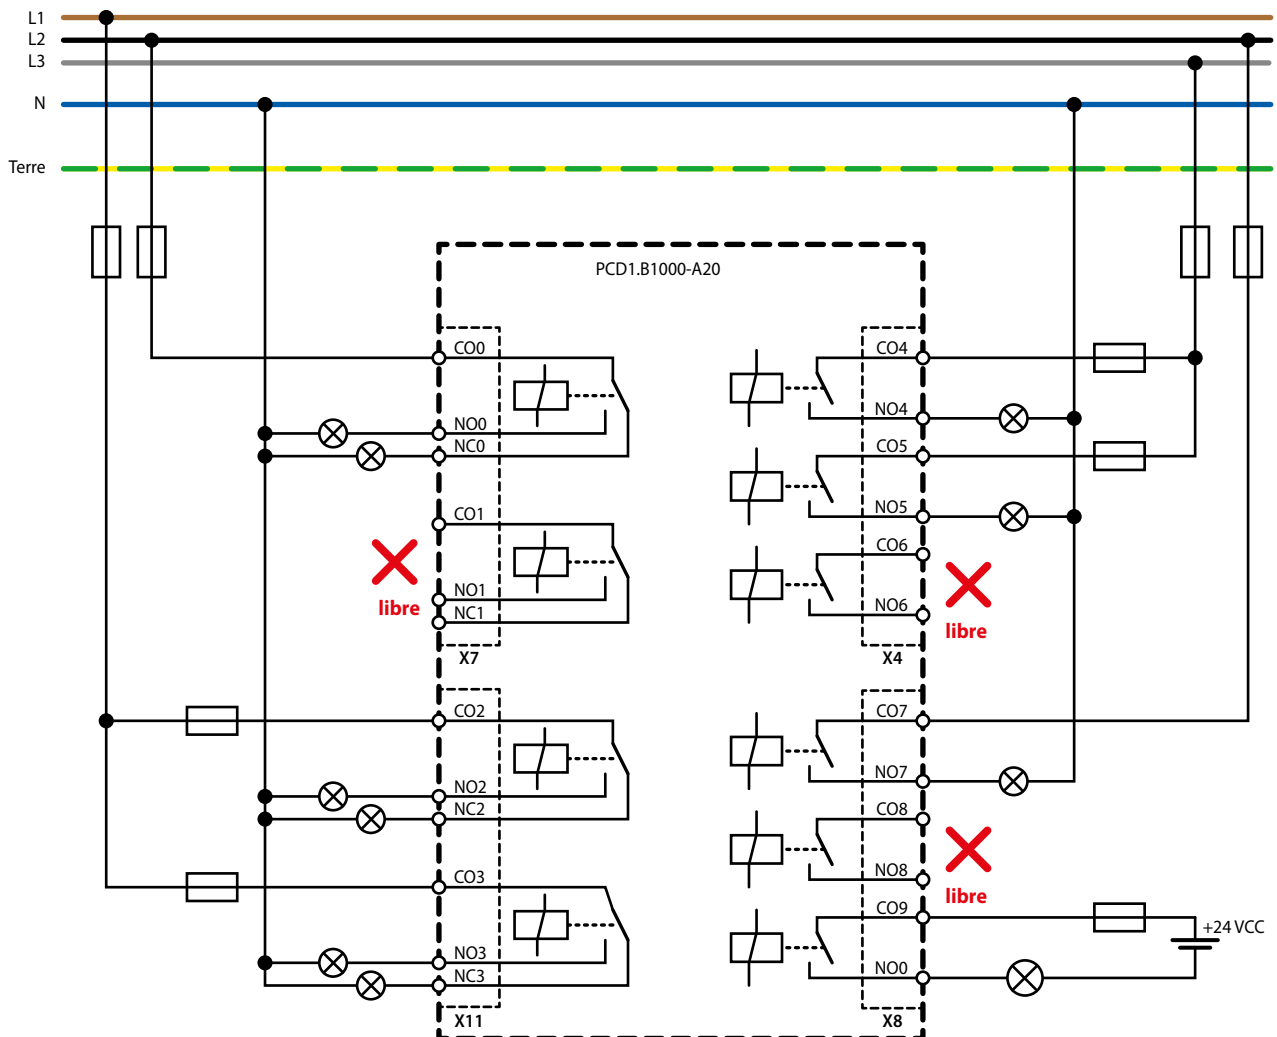 L1
L2
L3
N
Terre
PCD1.B1000-A20
CO0
NO0
NC0
CO1
NO1
NC1
libre
X7
CO2
NO2
NC2
CO3
NO3
NC3
X11
CO4
NO4
CO5
NO5
CO6
NO6
libre
X4
CO7
NO7
CO8
NO8
libre
CO9
+24 VCC
NO0
X8